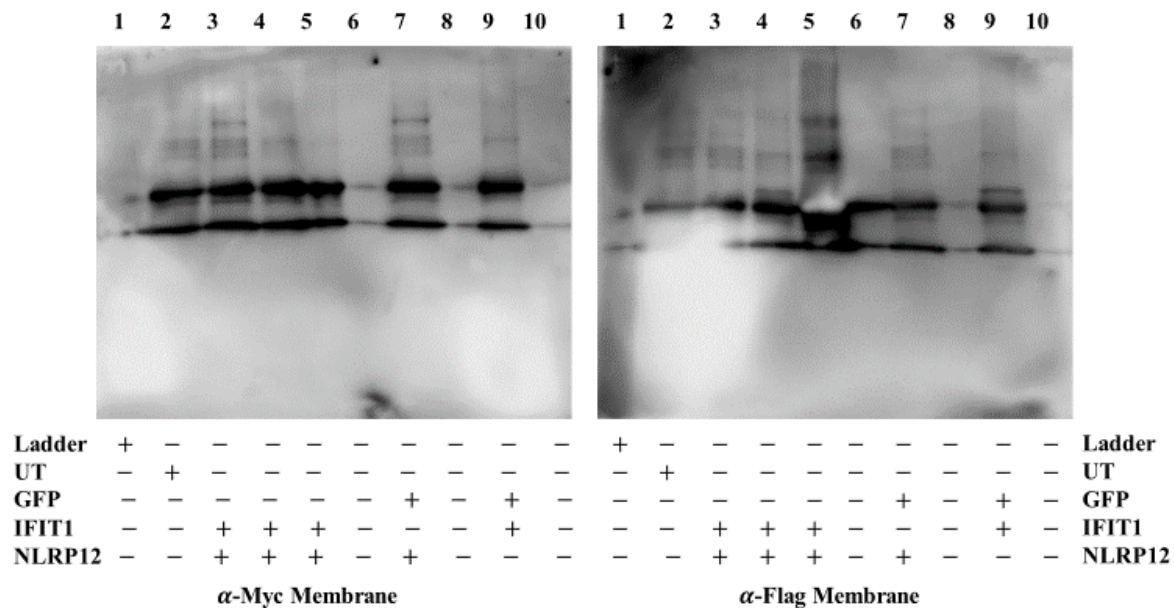 1 2 3 4 5 6 7 8 9 10 1 2 3 4 5 6 7 8 9 10
Ladder + − − − − − − − − − + − − − − − − − − − Ladder
UT − + − − − − − − − − − + − − − − − − − − UT
GFP − − − − − − + − + − − − − − − − + − + − GFP
IFIT1 − − + + + − − − + − − − + + + − − − + − IFIT1
NLRP12 − − + + + − + − − − − − + + + − + − − − NLRP12
α-Myc Membrane α-Flag Membrane